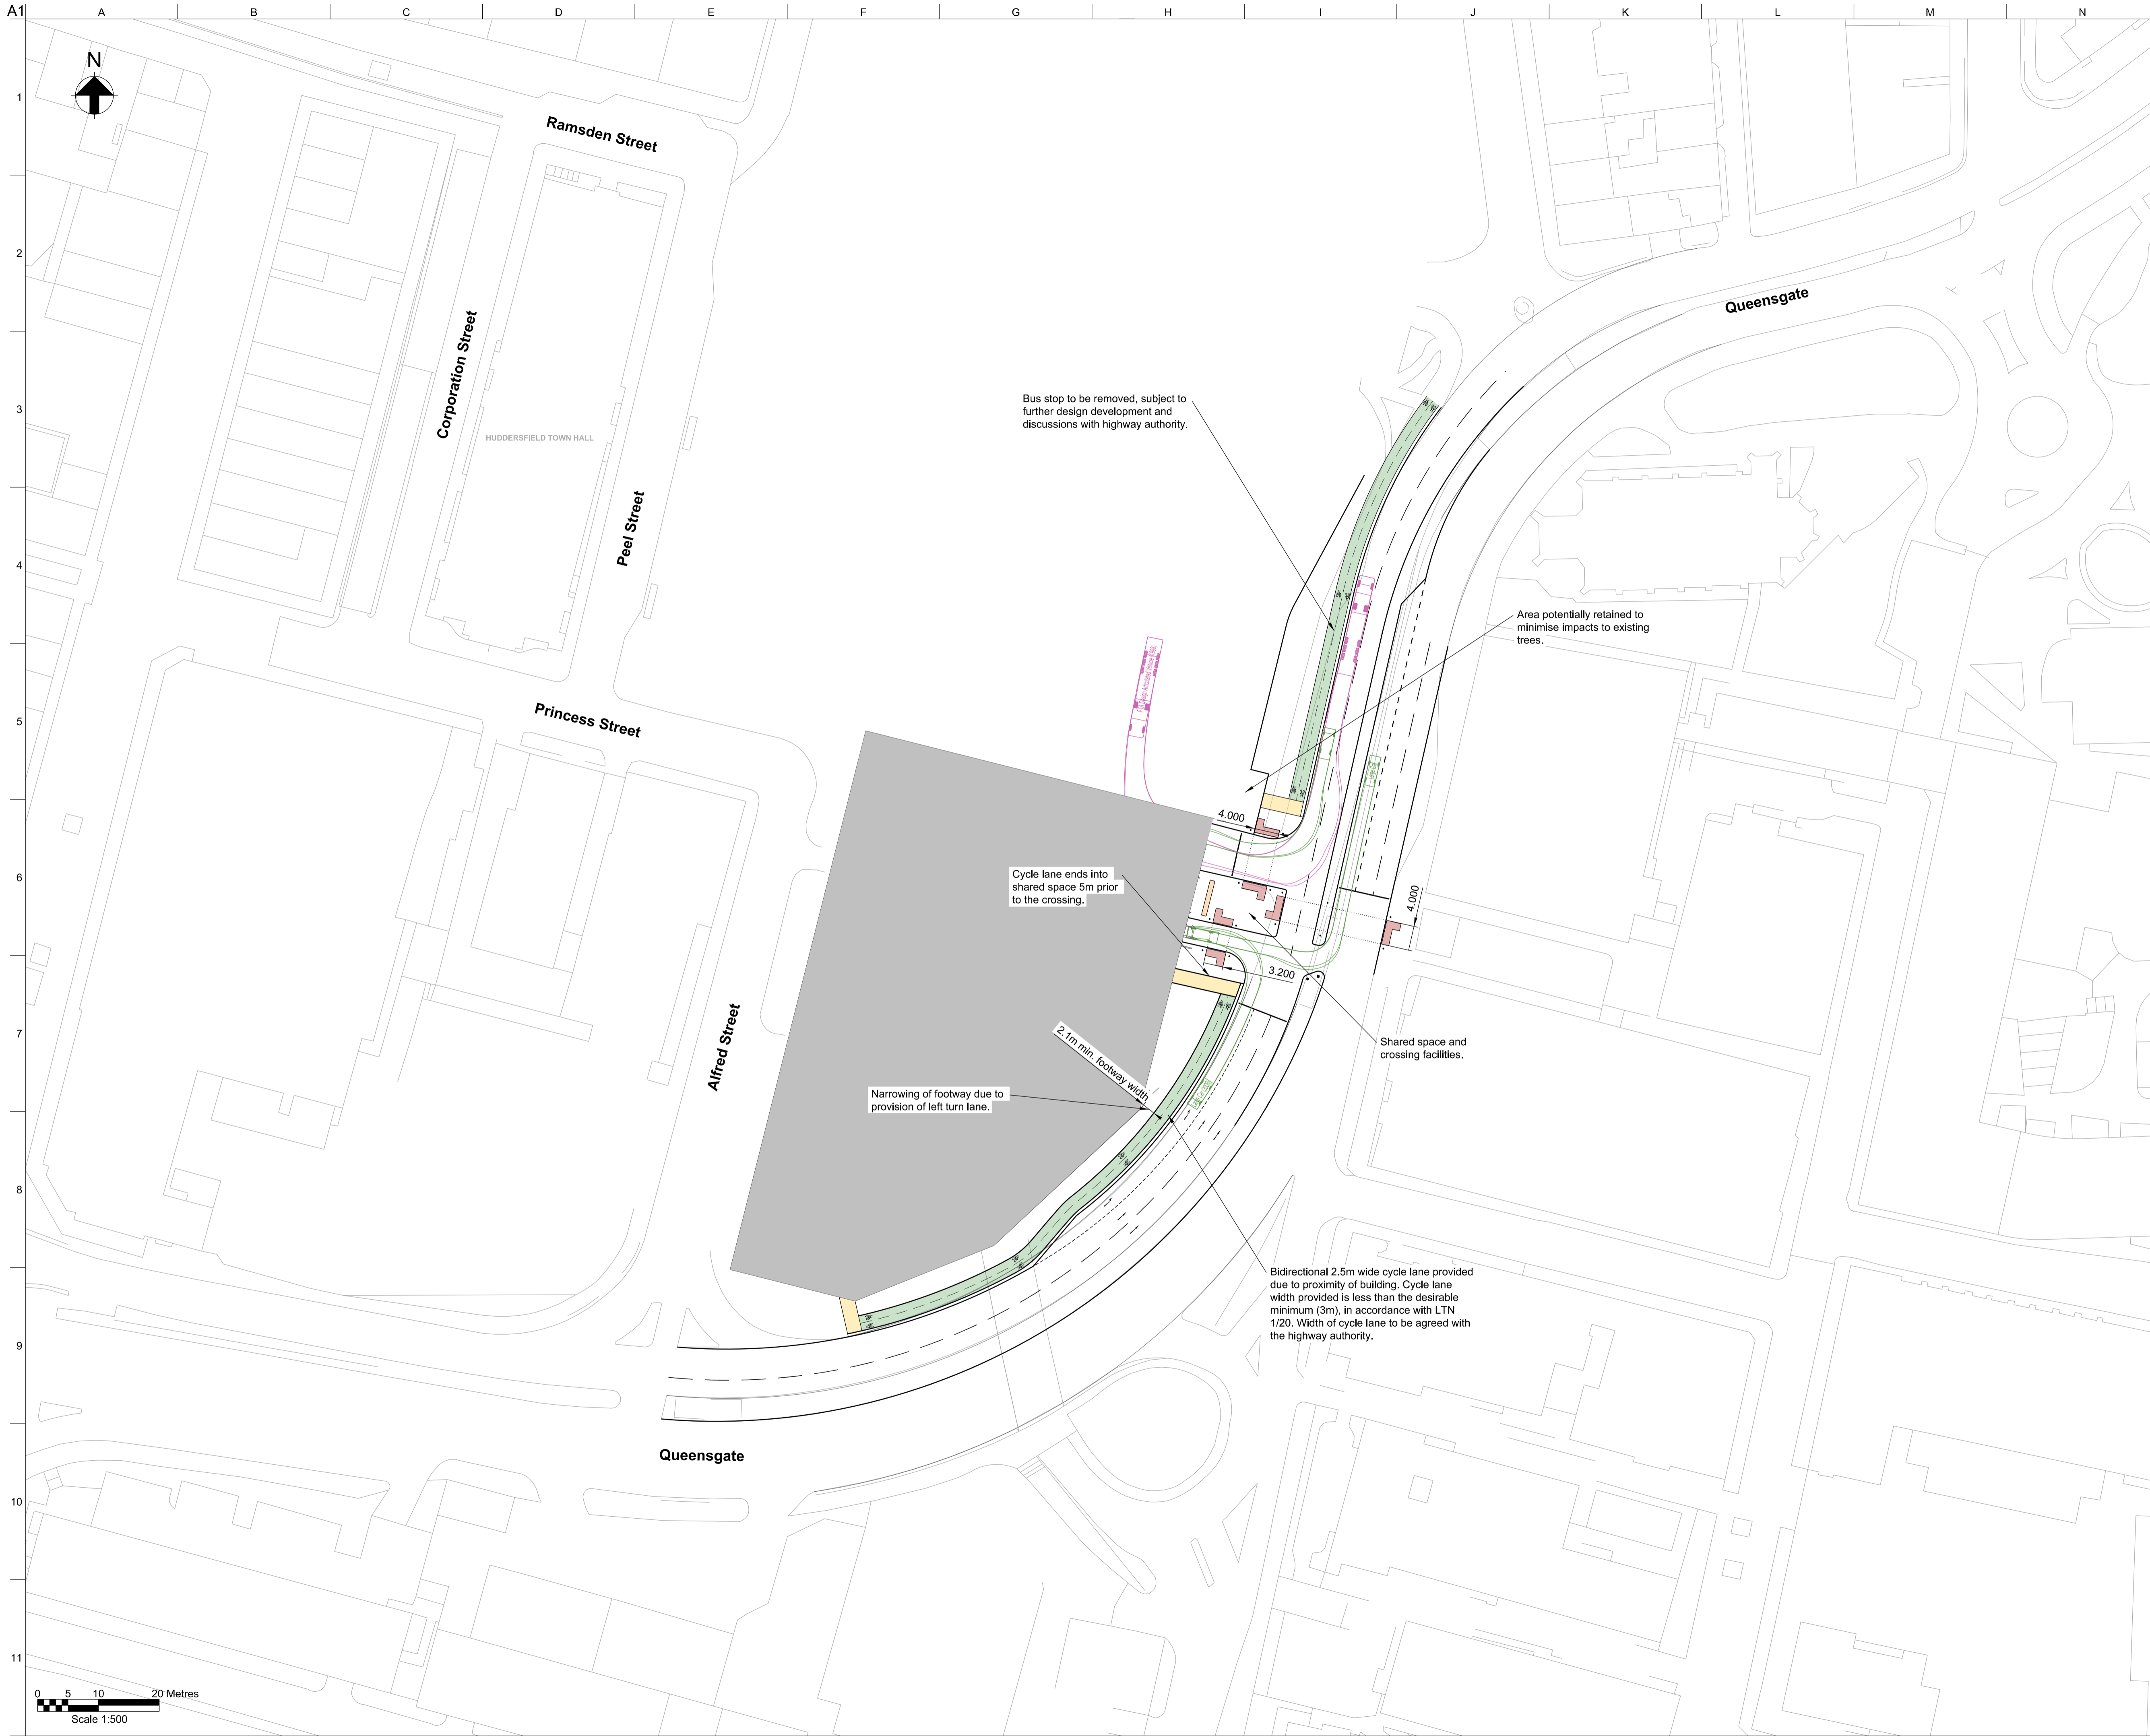 A1
A B C D E F G H I J K L M N
N
1
Ramsden Street
2
Queensgate
Corporation Street
3
Bus stop to be removed, subject to
further design development and
discussions with highway authority.
HUDDERSFIELD TOWN HALL
Peel Street
4
Area potentially retained to
minimise impacts to existing
trees.
5
Princess Street
4.000
6
Cycle lane ends into
shared space 5m prior
to the crossing.
4.000
3.200
7
Alfred Street
2.1m min. footway width
Shared space and
crossing facilities.
Narrowing of footway due to
provision of left turn lane.
8
Bidirectional 2.5m wide cycle lane provided
due to proximity of building. Cycle lane
width provided is less than the desirable
minimum (3m), in accordance with LTN
1/20. Width of cycle lane to be agreed with
the highway authority.
9
Queensgate
10
11
0 5 10 20 Metres
Scale 1:500